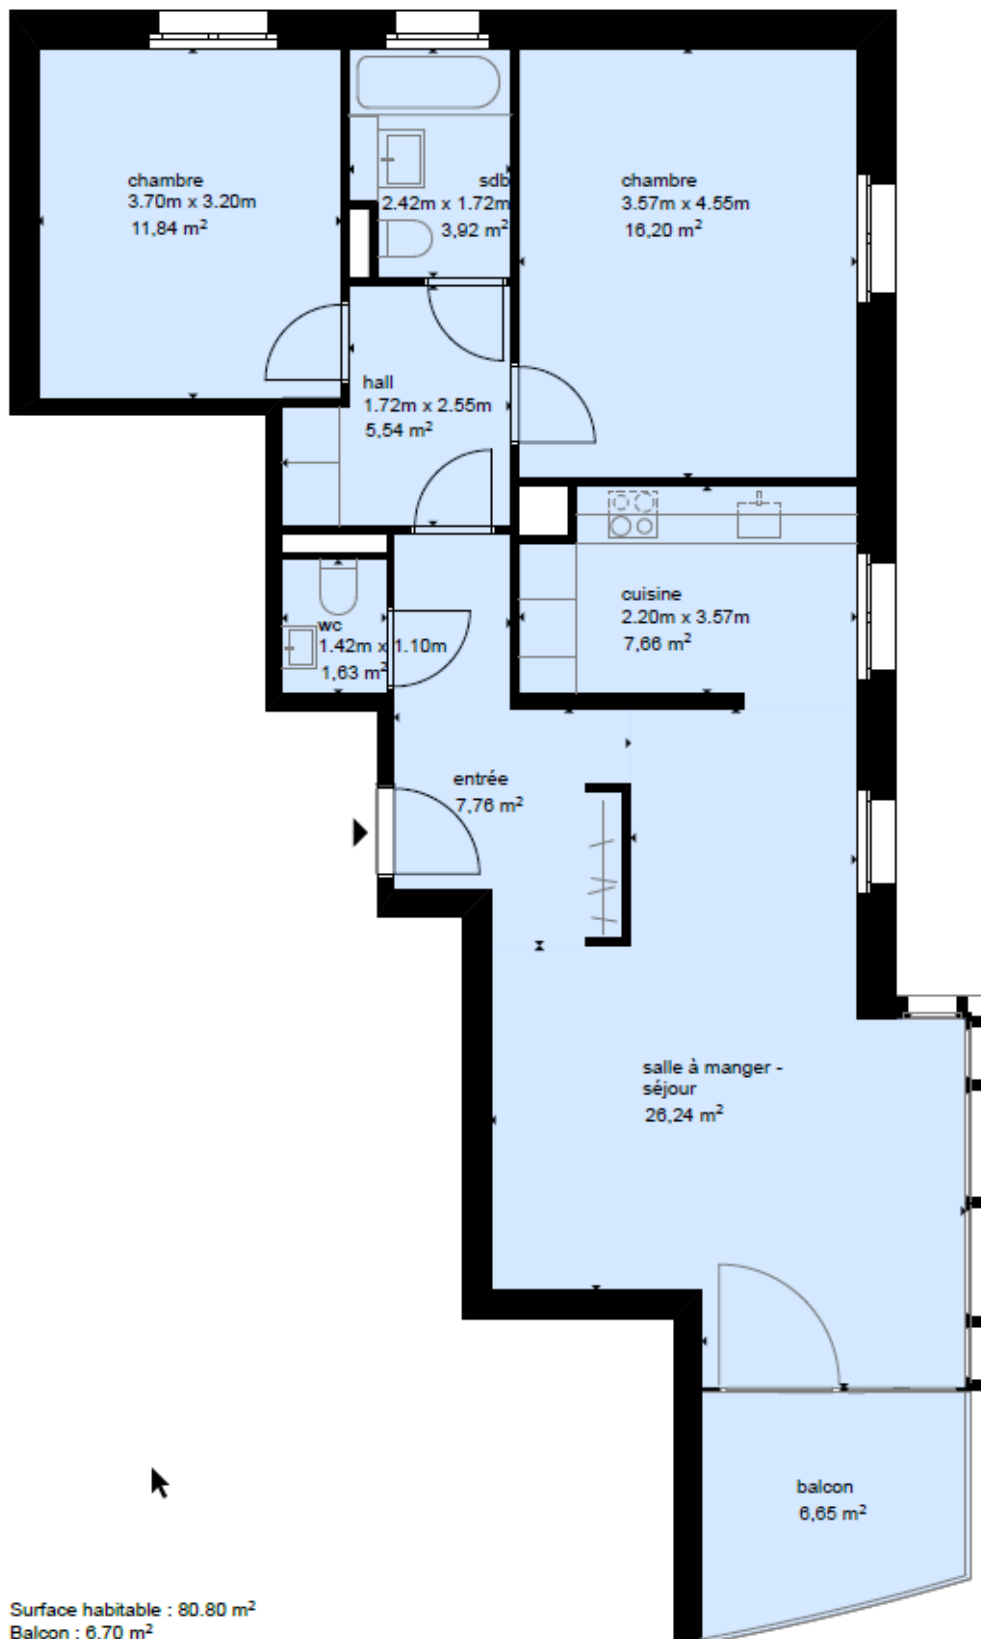 chambre
3.70m x 3.20m
11,84 m²
sdb
2.42m x 1.72m
3,92 m²
chambre
3.57m x 4.55m
16,20 m²
hall
1.72m x 2.55m
5,54 m²
cuisine
2.20m x 3.57m
7,66 m²
wc
1.42m x 1.10m
1,63 m²
entrée
7,76 m²
salle à manger -
séjour
26,24 m²
balcon
6,65 m²
Surface habitable : 80.80 m²
Balcon : 6.70 m²